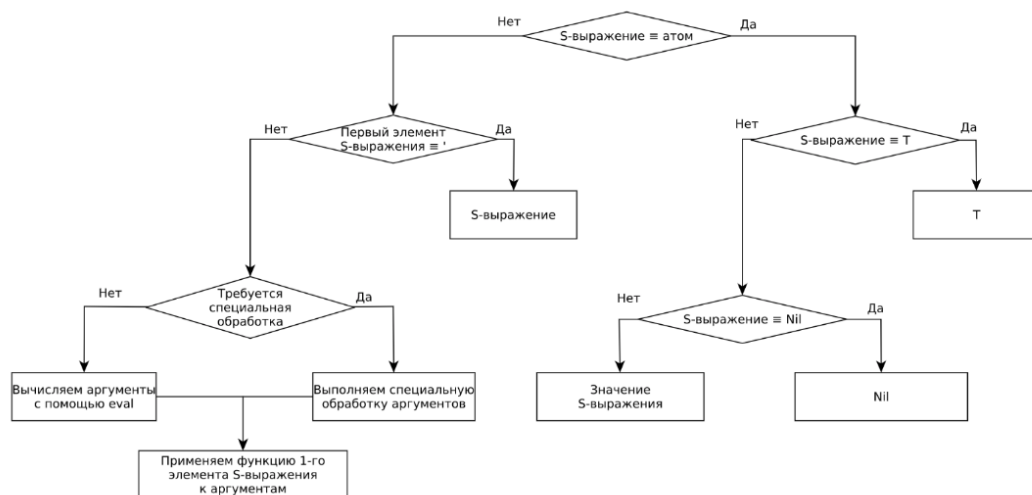 Нет
S-выражение ≡ атом
Да
Нет
Первый элемент
S-выражения ≡ '
Да
Нет
S-выражение ≡ T
Да
S-выражение
T
Нет
Требуется
специальная
обработка
Да
Нет
S-выражение ≡ Nil
Да
Вычисляем аргументы
с помощью eval
Выполняем специальную
обработку аргументов
Значение
S-выражения
Nil
Применяем функцию 1-го
элемента S-выражения
к аргументам